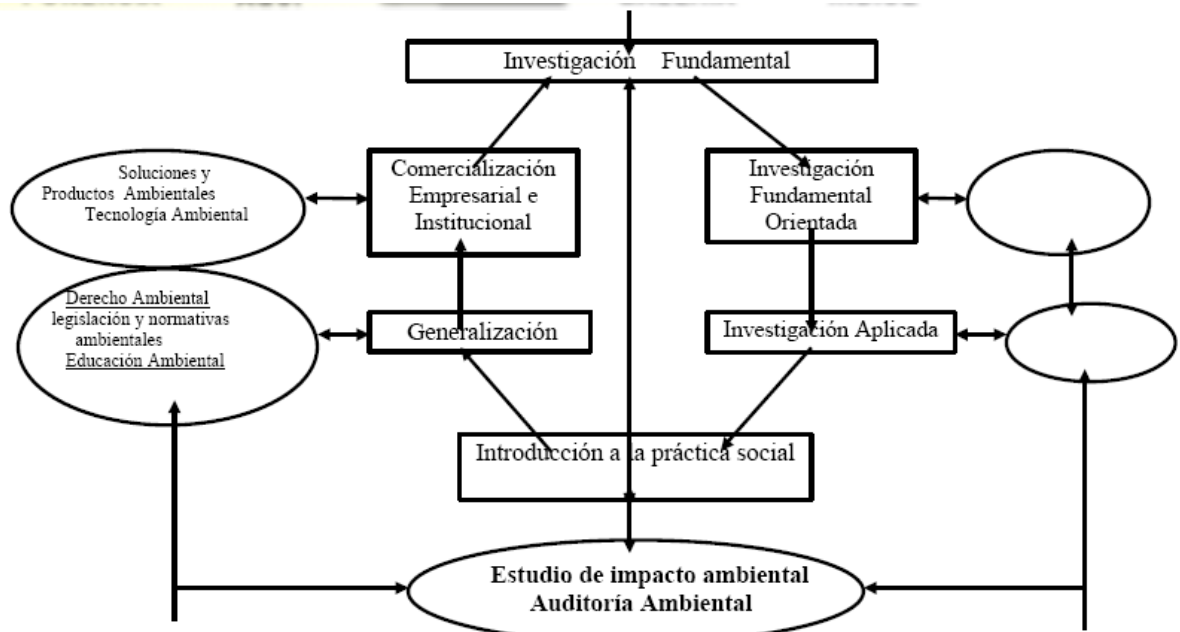 Investigación Fundamental
Soluciones y
Productos Ambientales
Tecnología Ambiental
Comercialización
Empresarial e
Institucional
Investigación
Fundamental
Orientada
Derecho Ambiental
legislación y normativas
ambientales
Educación Ambiental
Generalización
Investigación Aplicada
Introducción a la práctica social
Estudio de impacto ambiental
Auditoría Ambiental